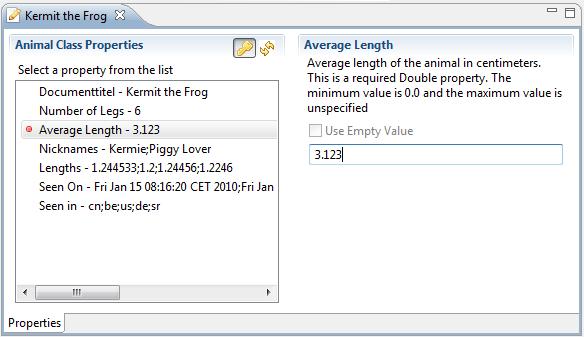 Kermit the Frog
Animal Class Properties
Select a property from the list
Documenttitel - Kermit the Frog
Number of Legs - 6
Average Length - 3.123
Nicknames - Kermie;Piggy Lover
Lengths - 1.244533;1.2;1.24456;1.2246
Seen On - Fri Jan 15 08:16:20 CET 2010;Fri Jan
Seen in - cn;be;us;de;sr
Average Length
Average length of the animal in centimeters.
This is a required Double property. The
minimum value is 0.0 and the maximum value is
unspecified
Use Empty Value
3.123
Properties